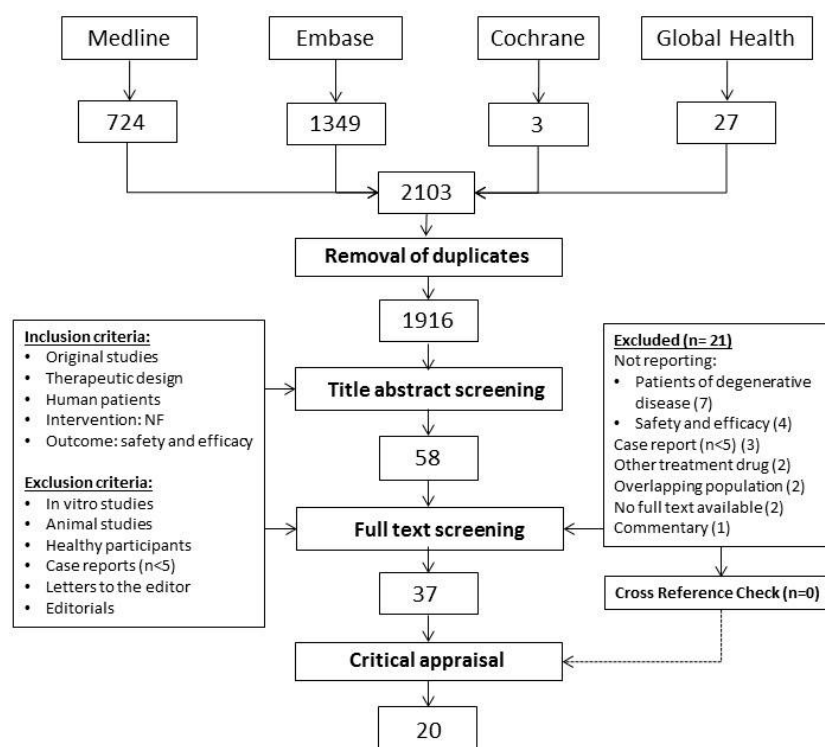 Medline
Embase
Cochrane
Global Health
724
1349
3
27
2103
Removal of duplicates
1916
Inclusion criteria:
• Original studies
• Therapeutic design
• Human patients
• Intervention: NF
• Outcome: safety and efficacy
Exclusion criteria:
• In vitro studies
• Animal studies
• Healthy participants
• Case reports (n<5)
• Letters to the editor
• Editorials
Title abstract screening
58
Full text screening
Excluded (n= 21)
Not reporting:
• Patients of degenerative
disease (7)
• Safety and efficacy (4)
Case report (n<5) (3)
Other treatment drug (2)
Overlapping population (2)
No full text available (2)
Commentary (1)
37
Cross Reference Check (n=0)
Critical appraisal
20